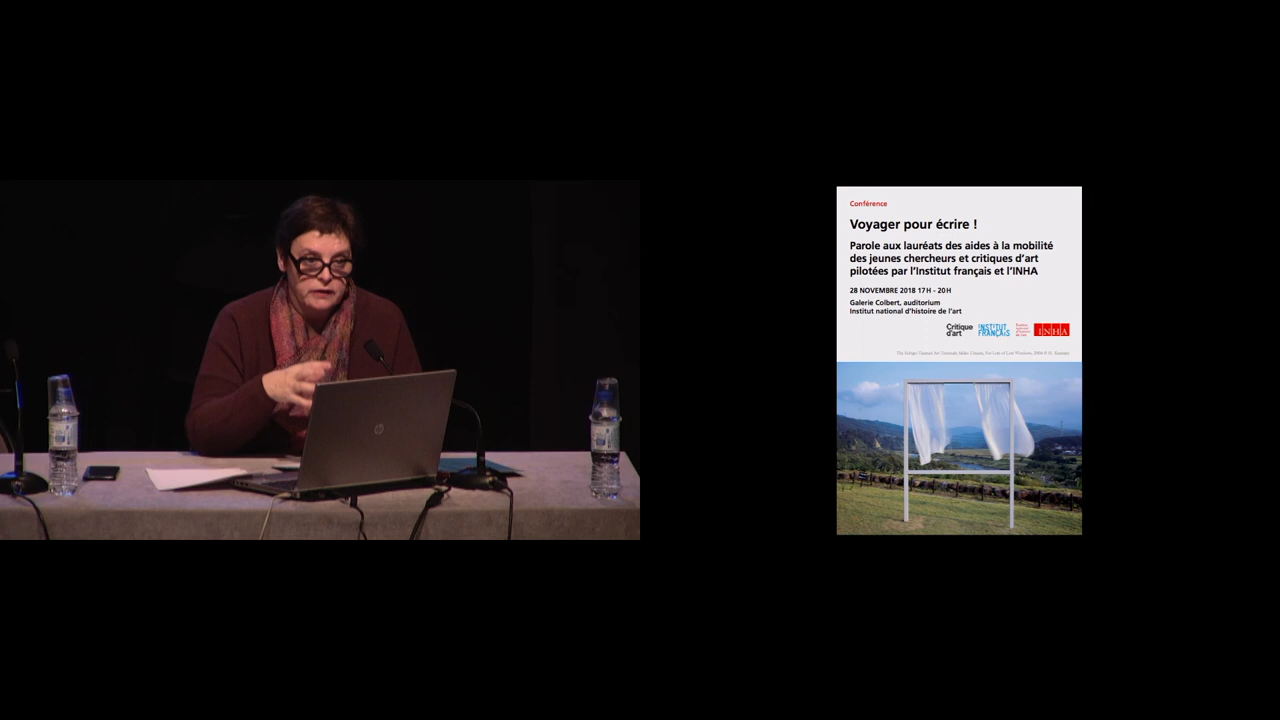 Conférence
Voyager pour écrire !
Parole aux lauréats des aides à la mobilité
des jeunes chercheurs et critiques d'art
pilotées par l'Institut français et l'INHA
28 NOVEMBRE 2018 17H - 20H
Galerie Colbert, auditorium
Institut national d'histoire de l'art
Critique
d'art
INSTITUT
FRANÇAIS
INHA
hp